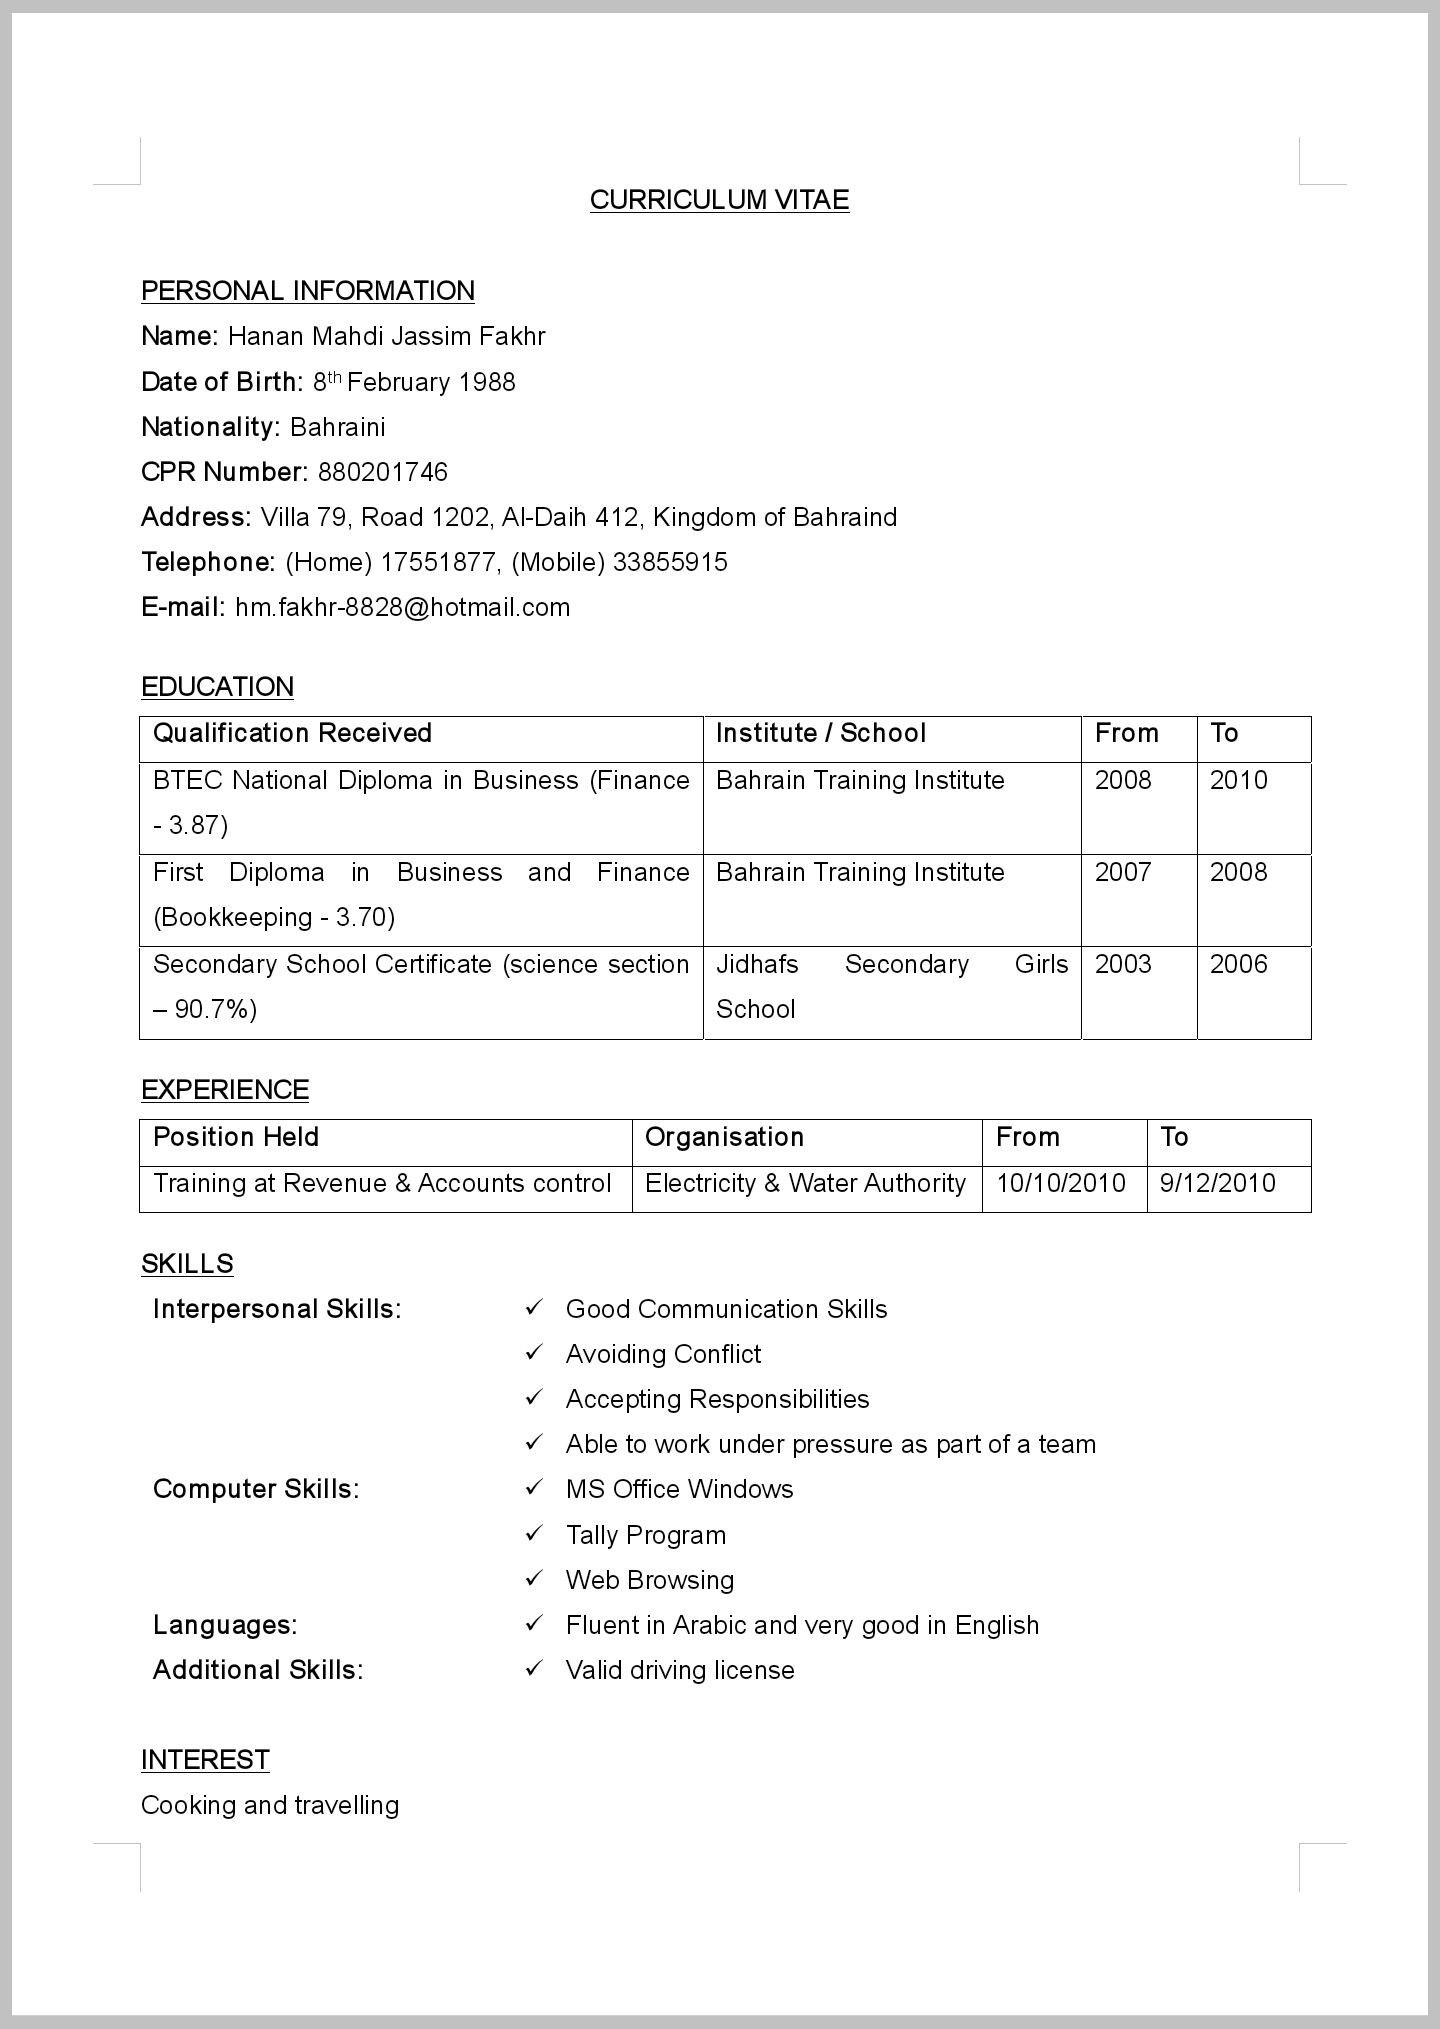 CURRICULUM VITAE
PERSONAL INFORMATION
Name: Hanan Mahdi Jassim Fakhr
Date of Birth: 8th February 1988
Nationality: Bahraini
CPR Number: 880201746
Address: Villa 79, Road 1202, Al-Daih 412, Kingdom of Bahraind
Telephone: (Home) 17551877, (Mobile) 33855915
E-mail: hm.fakhr-8828@hotmail.com
EDUCATION
Qualification Received Institute / School From To
BTEC National Diploma in Business (Finance Bahrain Training Institute 2008 2010
- 3.87)
First Diploma in Business and Finance Bahrain Training Institute 2007 2008
(Bookkeeping - 3.70)
Secondary School Certificate (science section Jidhafs Secondary Girls 2003 2006
– 90.7%) School
EXPERIENCE
Position Held Organisation From To
Training at Revenue & Accounts control Electricity & Water Authority 10/10/2010 9/12/2010
SKILLS
Interpersonal Skills: ✓ Good Communication Skills
✓ Avoiding Conflict
✓ Accepting Responsibilities
✓ Able to work under pressure as part of a team
Computer Skills: ✓ MS Office Windows
✓ Tally Program
✓ Web Browsing
Languages: ✓ Fluent in Arabic and very good in English
Additional Skills: ✓ Valid driving license
INTEREST
Cooking and travelling